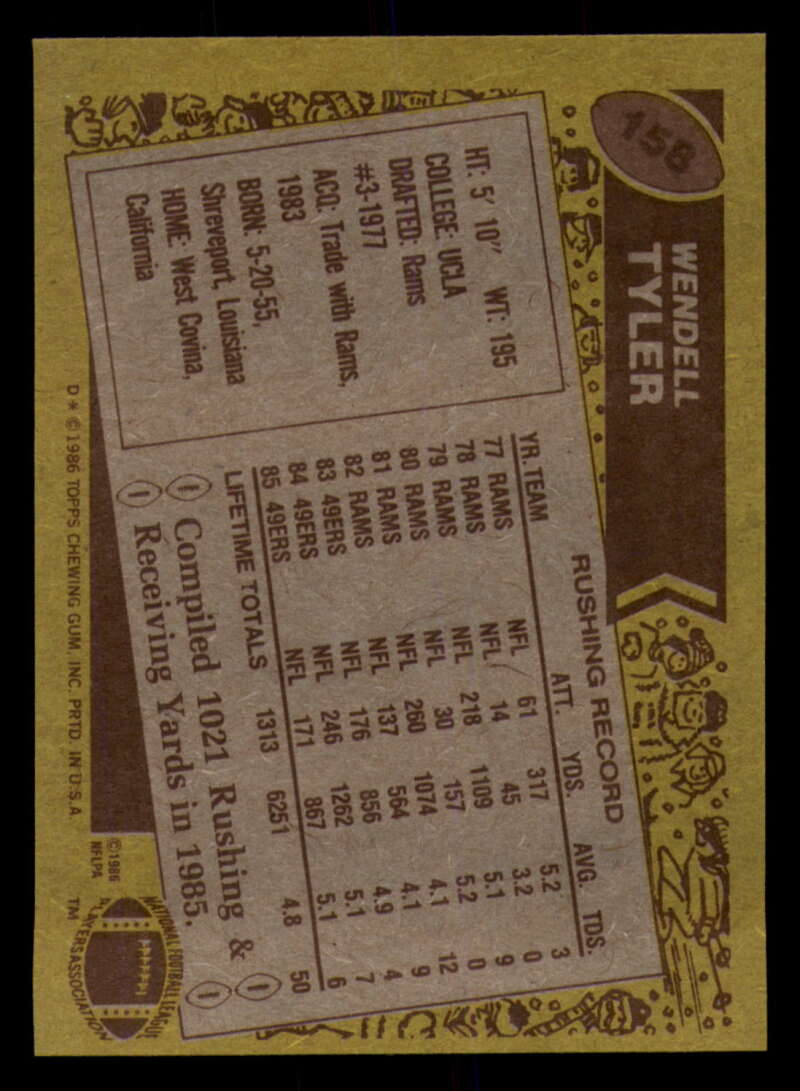 158
WENDELL
TYLER
HT: 5' 10" WT: 195
COLLEGE: UCLA
DRAFTED: Rams
#3-1977
ACQ: Trade with Rams,
1983
BORN: 5-20-55,
Shreveport, Louisiana
HOME: West Covina,
California
RUSHING RECORD
YR. TEAM ATT. YDS. AVG. TDS.
77 RAMS NFL 61 317 5.2 3
78 RAMS NFL 14 45 3.2 0
79 RAMS NFL 218 1109 5.1 9
80 RAMS NFL 30 157 5.2 0
81 RAMS NFL 260 1074 4.1 12
82 RAMS NFL 137 564 4.1 9
83 49ERS NFL 176 856 4.9 4
84 49ERS NFL 246 1262 5.1 7
85 49ERS NFL 171 867 5.1 6
LIFETIME TOTALS 1313 6251 4.8 50
Compiled 1021 Rushing &
Receiving Yards in 1985.
D * ©1986 TOPPS CHEWING GUM, INC. PRTD. IN U.S.A.
©1986
NFLPA
TM
NATIONAL FOOTBALL LEAGUE
PLAYERS ASSOCIATION
NFLPA